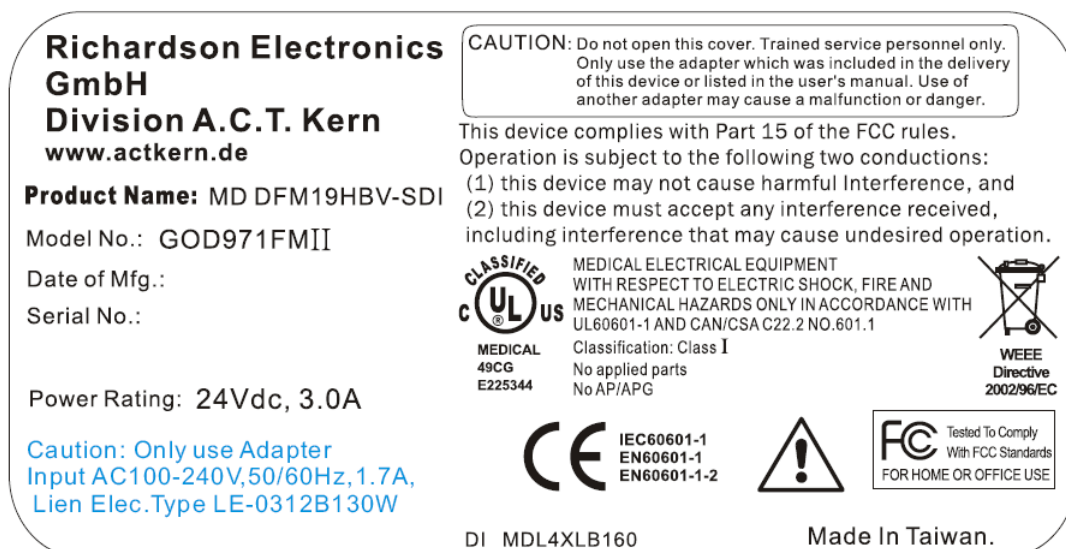 Richardson Electronics
GmbH
Division A.C.T. Kern
www.actkern.de
Product Name: MD DFM19HBV-SDI
Model No.: GOD971FMII
Date of Mfg.:
Serial No.:
Power Rating: 24Vdc, 3.0A
Caution: Only use Adapter
Input AC100-240V,50/60Hz,1.7A,
Lien Elec.Type LE-0312B130W
CAUTION: Do not open this cover. Trained service personnel only.
Only use the adapter which was included in the delivery
of this device or listed in the user's manual. Use of
another adapter may cause a malfunction or danger.
This device complies with Part 15 of the FCC rules.
Operation is subject to the following two conductions:
(1) this device may not cause harmful Interference, and
(2) this device must accept any interference received,
including interference that may cause undesired operation.
CLASSIFIED
C UL US
®
MEDICAL
49CG
E225344
MEDICAL ELECTRICAL EQUIPMENT
WITH RESPECT TO ELECTRIC SHOCK, FIRE AND
MECHANICAL HAZARDS ONLY IN ACCORDANCE WITH
UL60601-1 AND CAN/CSA C22.2 NO.601.1
Classification: Class I
No applied parts
No AP/APG
WEEE
Directive
2002/96/EC
CE
IEC60601-1
EN60601-1
EN60601-1-2
!
FC
Tested To Comply
With FCC Standards
FOR HOME OR OFFICE USE
DI MDL4XLB160
Made In Taiwan.